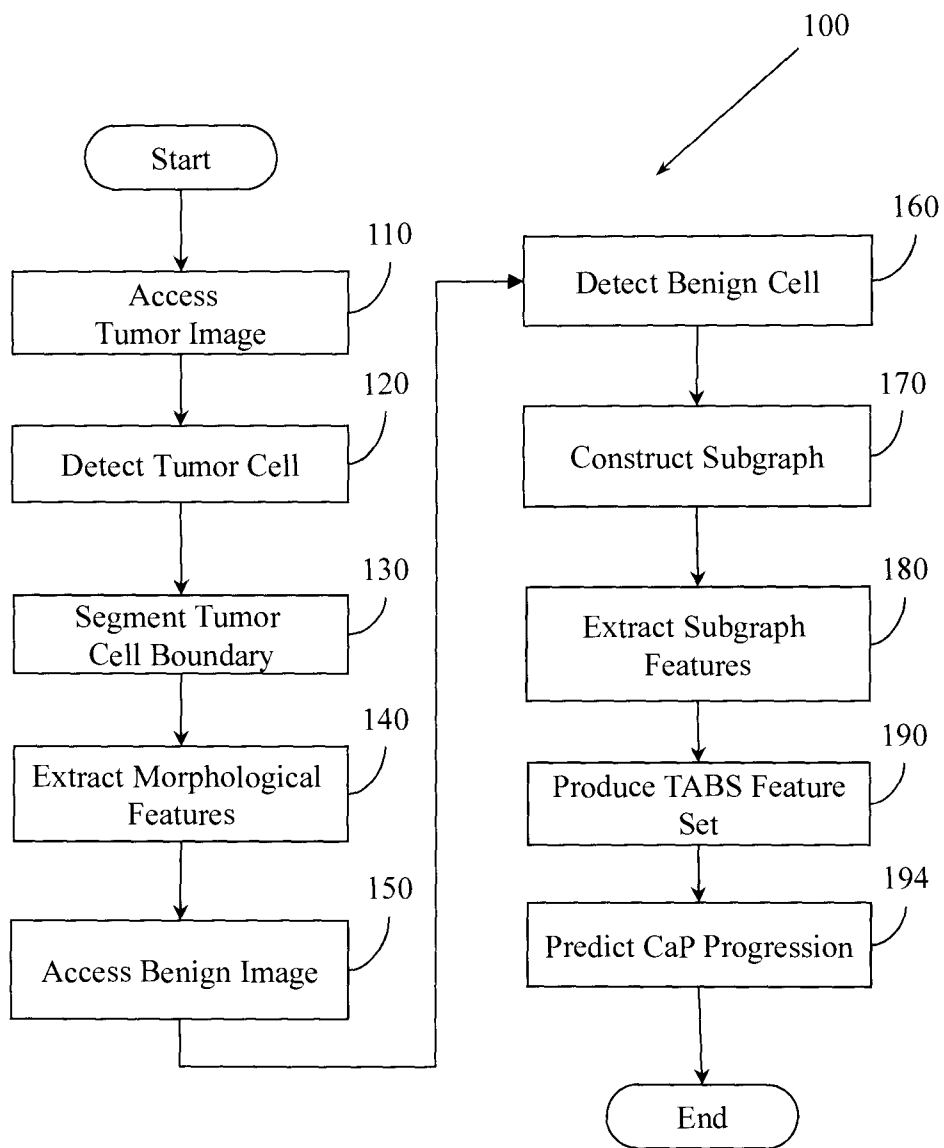 100
Start
110
Access
Tumor Image
120
Detect Tumor Cell
130
Segment Tumor
Cell Boundary
140
Extract Morphological
Features
150
Access Benign Image
160
Detect Benign Cell
170
Construct Subgraph
180
Extract Subgraph
Features
190
Produce TABS Feature
Set
194
Predict CaP Progression
End